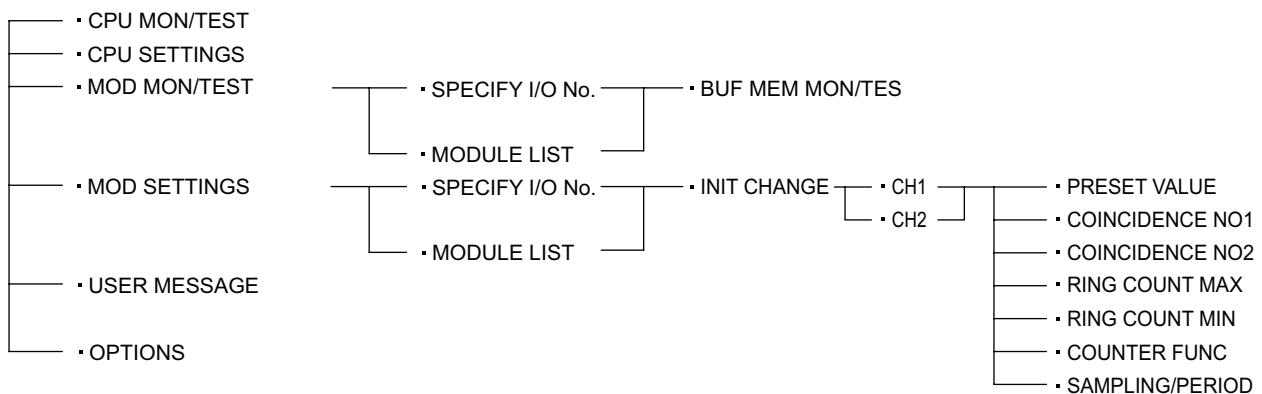 · CPU MON/TEST
· CPU SETTINGS
· MOD MON/TEST
· SPECIFY I/O No.
· BUF MEM MON/TES
· MODULE LIST
· MOD SETTINGS
· SPECIFY I/O No.
· INIT CHANGE
· CH1
· PRESET VALUE
· CH2
· COINCIDENCE NO1
· MODULE LIST
· COINCIDENCE NO2
· USER MESSAGE
· RING COUNT MAX
· RING COUNT MIN
· OPTIONS
· COUNTER FUNC
· SAMPLING/PERIOD